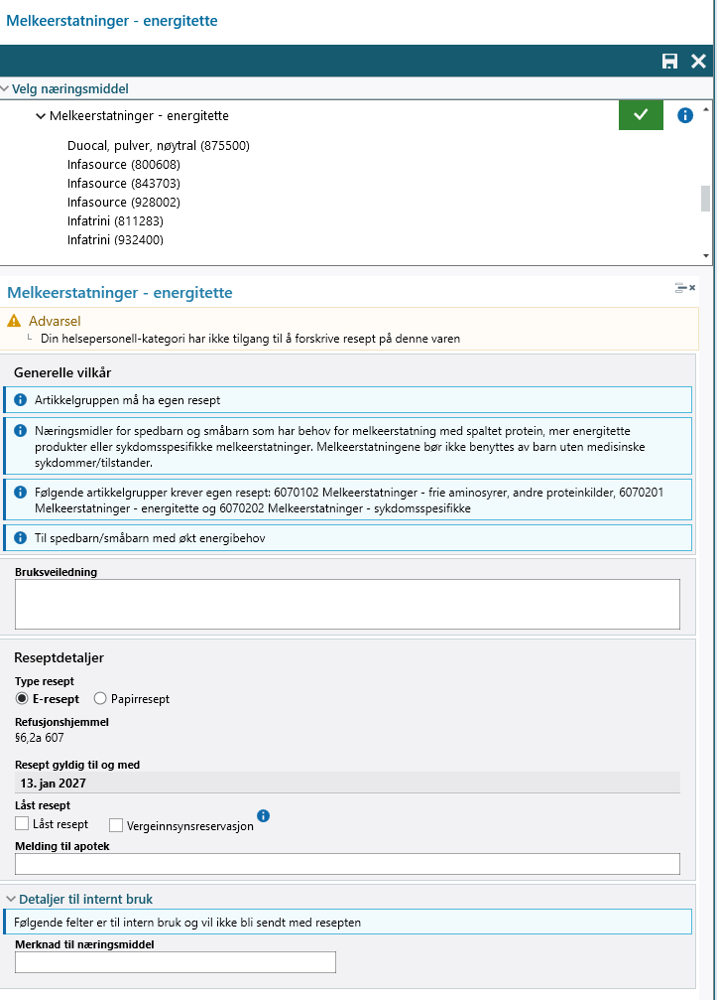 Melkeerstatninger - energitette
Velg næringsmiddel
Melkeerstatninger - energitette
Duocal, pulver, nøytral (875500)
Infasource (800608)
Infasource (843703)
Infasource (928002)
Infatrini (811283)
Infatrini (932400)
Melkeerstatninger - energitette
Advarsel
Din helsepersonell-kategori har ikke tilgang til å forskrive resept på denne varen
Generelle vilkår
Artikkelgruppen må ha egen resept
Næringsmidler for spedbarn og småbarn som har behov for melkeerstatning med spaltet protein, mer energitette
produkter eller sykdomsspesifikke melkeerstatninger. Melkeerstatningene bør ikke benyttes av barn uten medisinske
sykdommer/tilstander.
Følgende artikkelgrupper krever egen resept: 6070102 Melkeerstatninger - frie aminosyrer, andre proteinkilder, 6070201
Melkeerstatninger - energitette og 6070202 Melkeerstatninger - sykdomsspesifikke
Til spedbarn/småbarn med økt energibehov
Bruksveiledning
Reseptdetaljer
Type resept
E-resept Papirresept
Refusjonshjemmel
§6,2a 607
Resept gyldig til og med
13. jan 2027
Låst resept
Låst resept Vergeinnsynsreservasjon
Melding til apotek
Detaljer til internt bruk
Følgende felter er til intern bruk og vil ikke bli sendt med resepten
Merknad til næringsmiddel